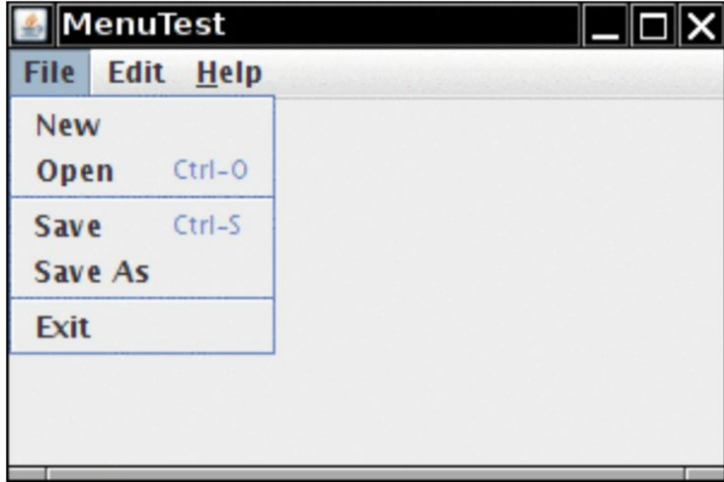 MenuTest
File Edit Help
New
Open Ctrl-O
Save Ctrl-S
Save As
Exit